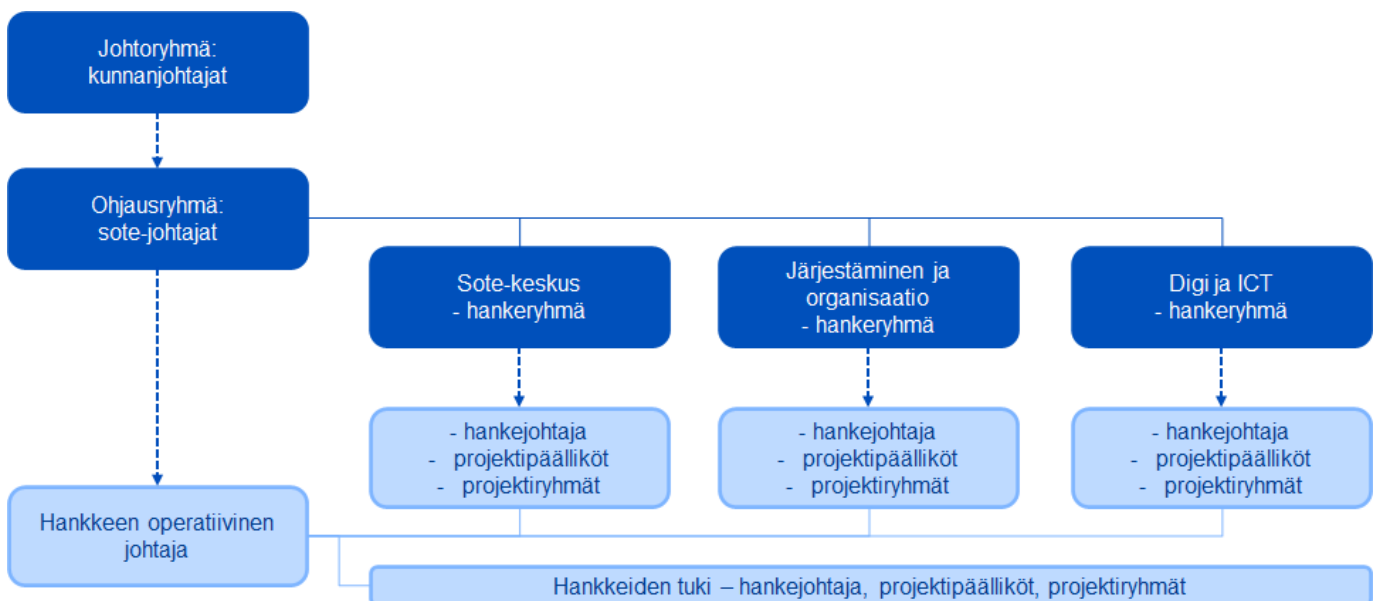 Johtoryhmä:
kunnanjohtajat
Ohjausryhmä:
sote-johtajat
Sote-keskus
- hankeryhmä
Järjestäminen ja
organisaatio
- hankeryhmä
Digi ja ICT
- hankeryhmä
- hankejohtaja
- projektipäälliköt
- projektiryhmät
- hankejohtaja
- projektipäälliköt
- projektiryhmät
- hankejohtaja
- projektipäälliköt
- projektiryhmät
Hankkeen operatiivinen
johtaja
Hankkeiden tuki – hankejohtaja, projektipäälliköt, projektiryhmät